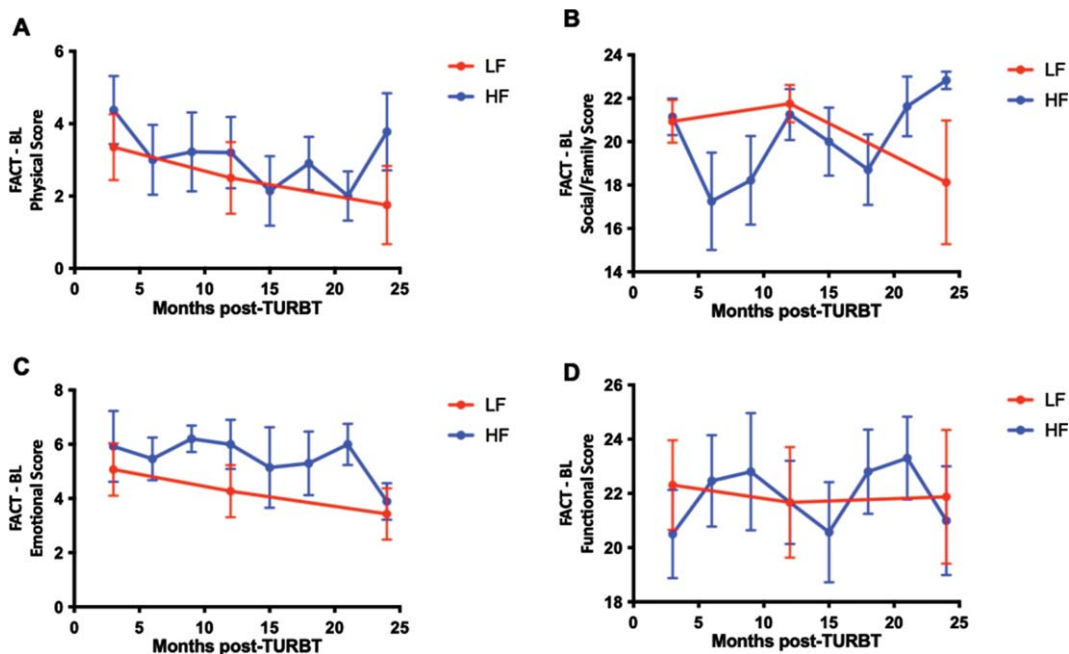 A
FACT - BL
Physical Score
6
4
2
0
0
5
10
15
20
25
Months post-TURBT
LF
HF
B
FACT - BL
Social/Family Score
24
22
20
18
16
14
0
5
10
15
20
25
Months post-TURBT
LF
HF
C
FACT - BL
Emotional Score
8
6
4
2
0
0
5
10
15
20
25
Months post-TURBT
LF
HF
D
FACT - BL
Functional Score
26
24
22
20
18
0
5
10
15
20
25
Months post-TURBT
LF
HF